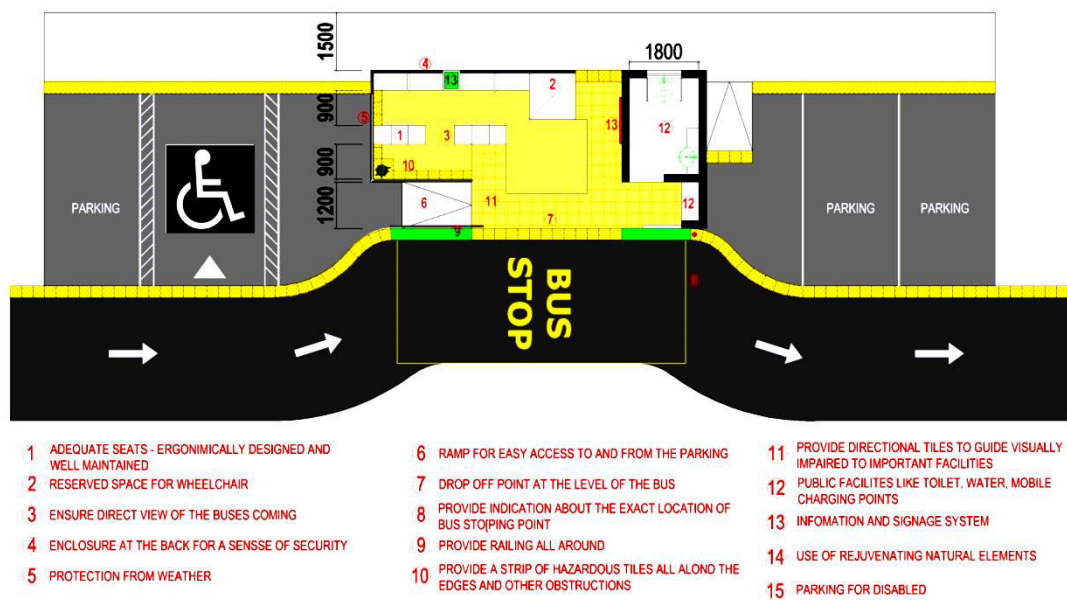 1500
900
900
1200
1800
4
13
2
5
1
3
10
6
11
9
7
13
12
12
PARKING
PARKING
PARKING
BUS
STOP
1 ADEQUATE SEATS - ERGONIMICALLY DESIGNED AND
WELL MAINTAINED
2 RESERVED SPACE FOR WHEELCHAIR
3 ENSURE DIRECT VIEW OF THE BUSES COMING
4 ENCLOSURE AT THE BACK FOR A SENSSE OF SECURITY
5 PROTECTION FROM WEATHER
6 RAMP FOR EASY ACCESS TO AND FROM THE PARKING
7 DROP OFF POINT AT THE LEVEL OF THE BUS
8 PROVIDE INDICATION ABOUT THE EXACT LOCATION OF
BUS STO[PING POINT
9 PROVIDE RAILING ALL AROUND
10 PROVIDE A STRIP OF HAZARDOUS TILES ALL ALOND THE
EDGES AND OTHER OBSTRUCTIONS
11 PROVIDE DIRECTIONAL TILES TO GUIDE VISUALLY
IMPAIRED TO IMPORTANT FACILITIES
12 PUBLIC FACILITES LIKE TOILET, WATER, MOBILE
CHARGING POINTS
13 INFOMATION AND SIGNAGE SYSTEM
14 USE OF REJUVENATING NATURAL ELEMENTS
15 PARKING FOR DISABLED